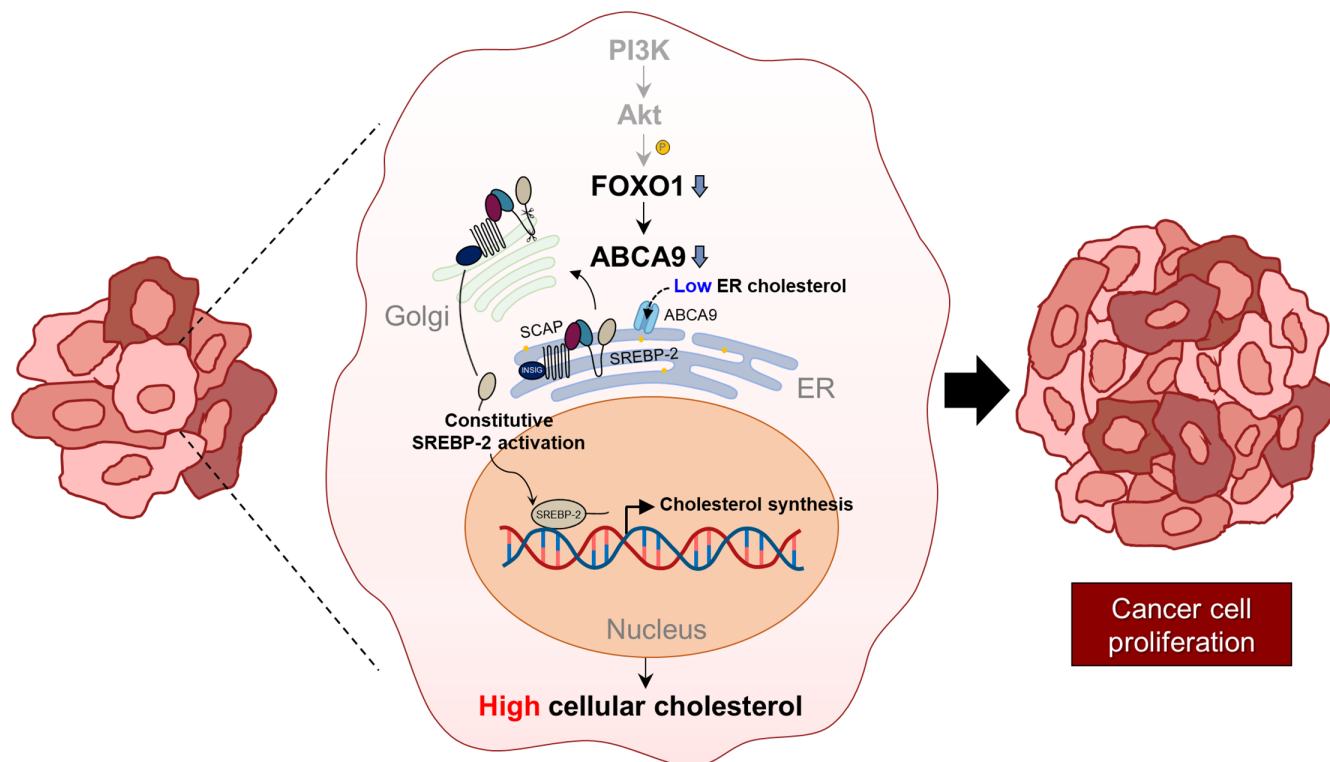 PI3K
Akt
P
FOXO1
ABCA9
Low ER cholesterol
ABCA9
Golgi
SCAP
SREBP-2
INSIG
ER
Constitutive
SREBP-2 activation
SREBP-2
Cholesterol synthesis
Nucleus
High cellular cholesterol
Cancer cell
proliferation